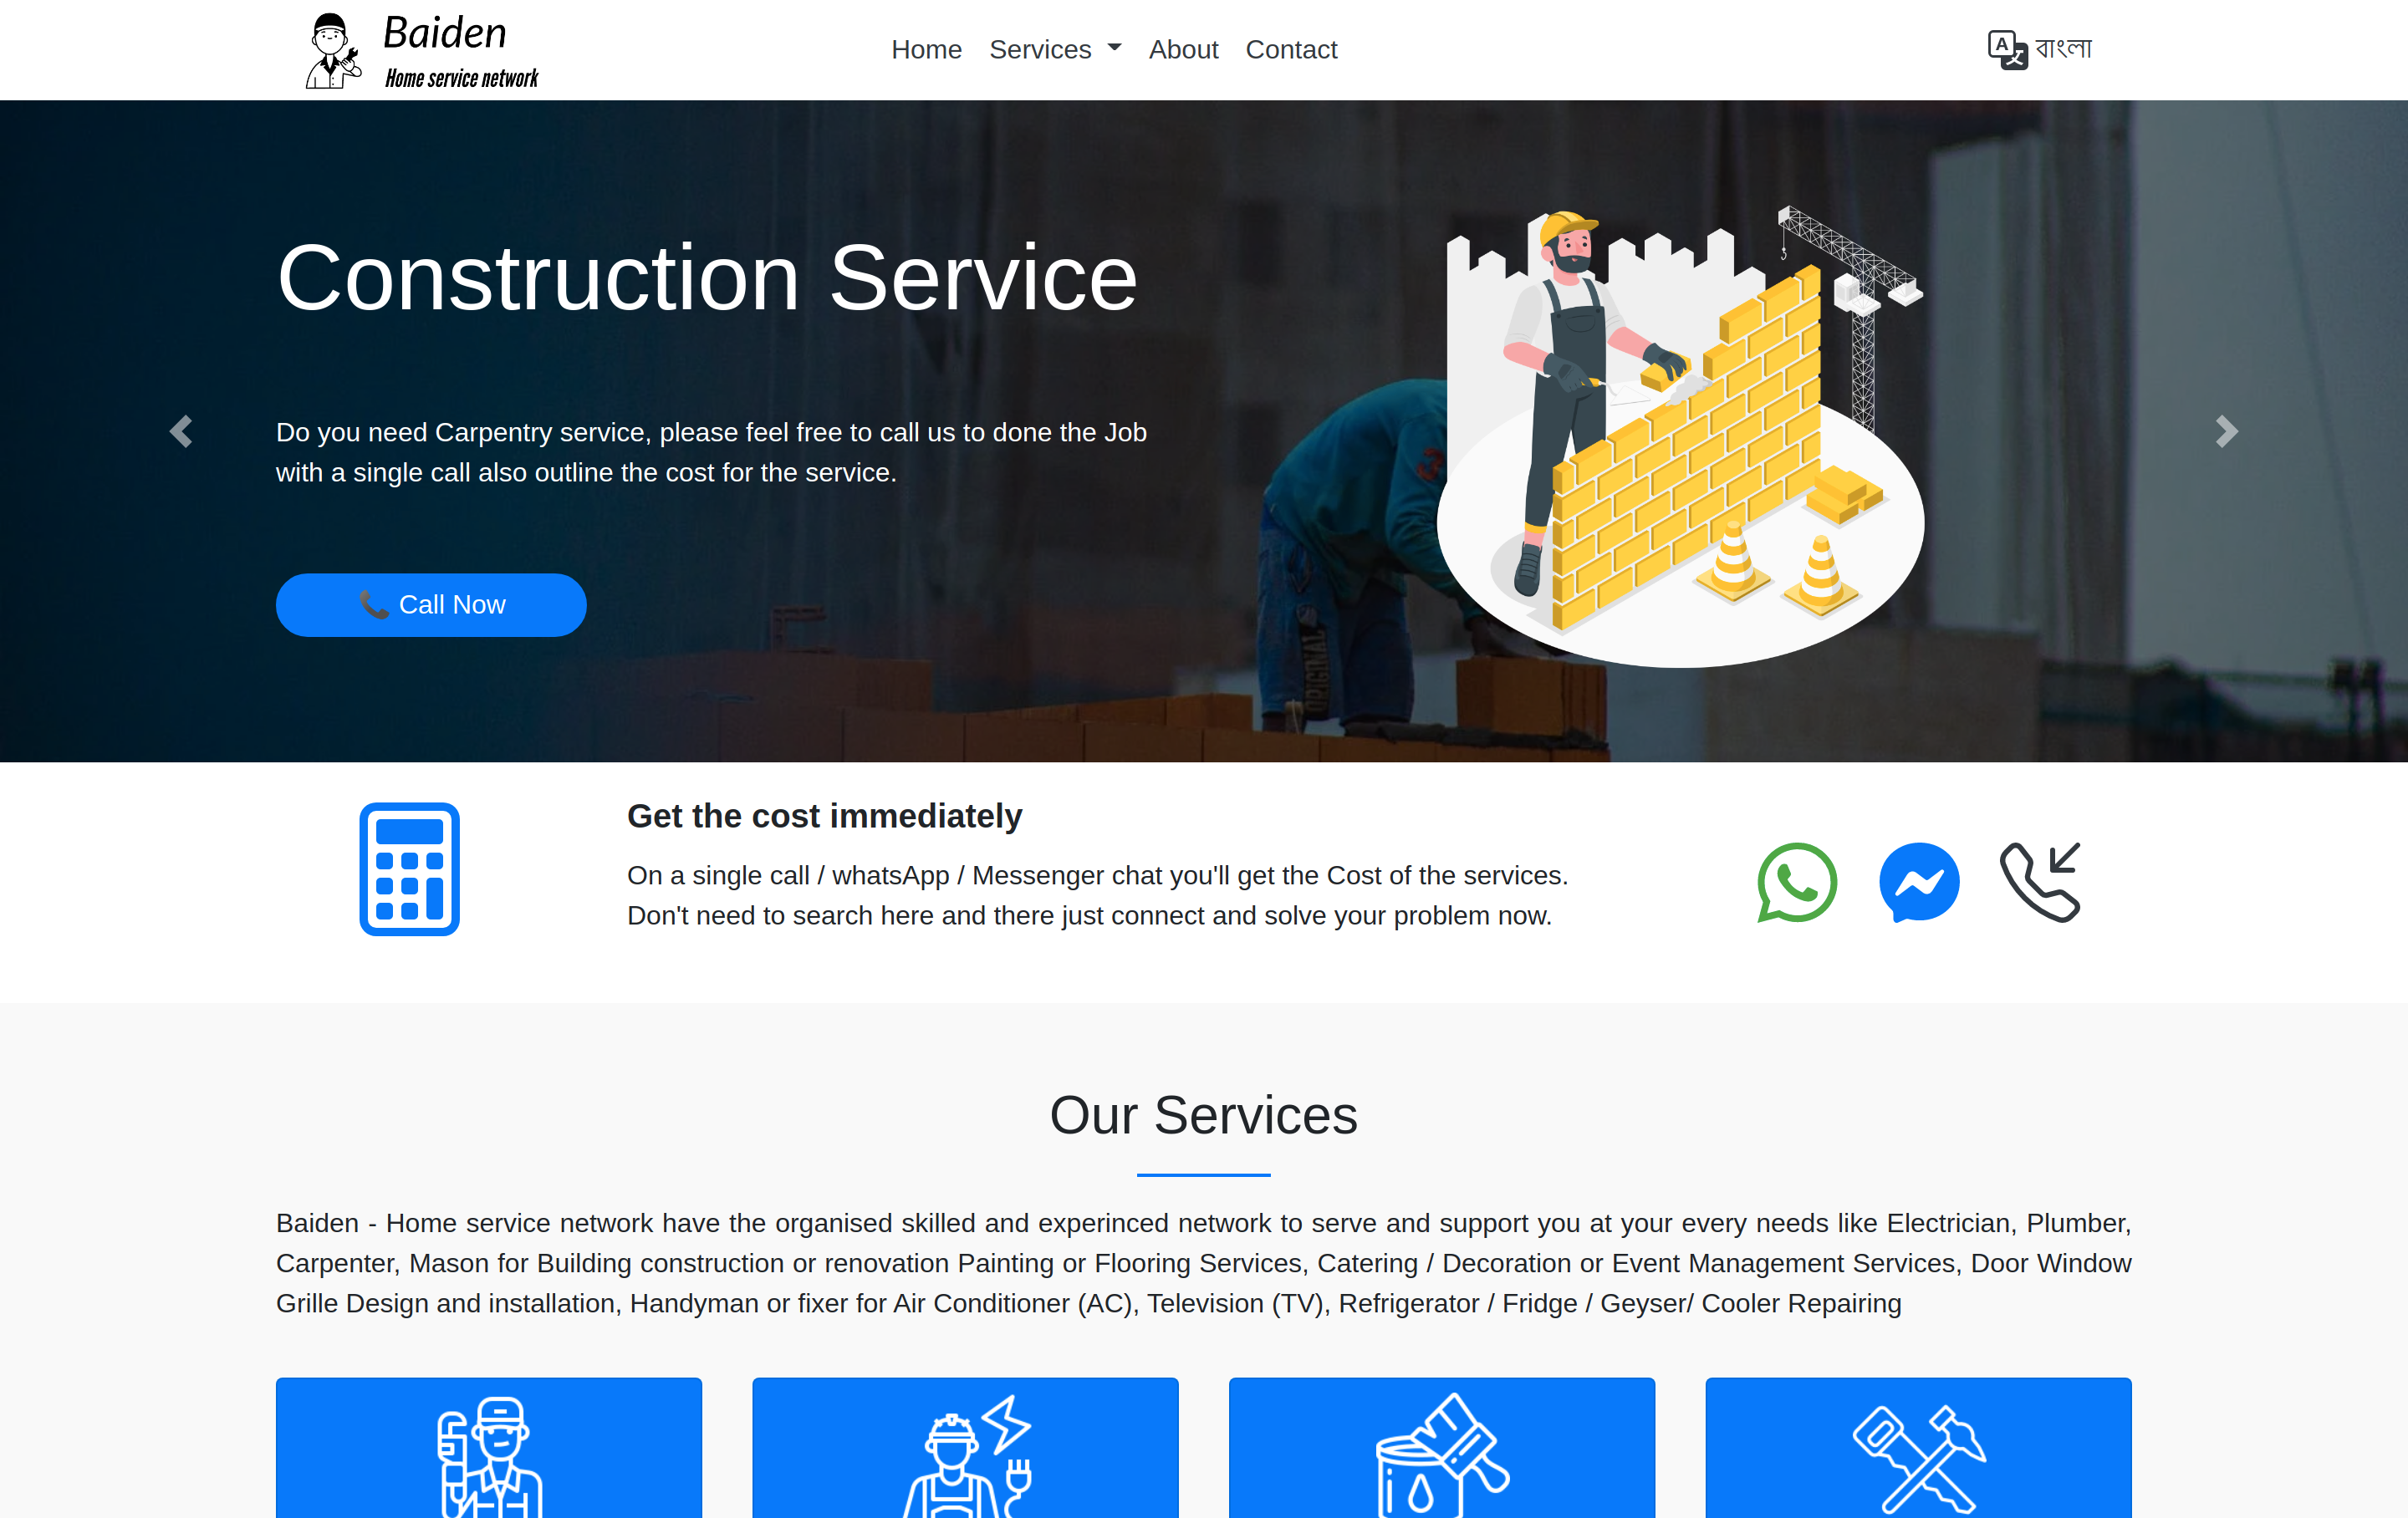 Baiden
Home service network
Home
Services
About
Contact
A
文
বাংলা
Construction Service
3
Do you need Carpentry service, please feel free to call us to done the Job
with a single call also outline the cost for the service.
Call Now
ORIGINAL
Get the cost immediately
On a single call / whatsApp / Messenger chat you'll get the Cost of the services.
Don't need to search here and there just connect and solve your problem now.
Our Services
Baiden - Home service network have the organised skilled and experinced network to serve and support you at your every needs like Electrician, Plumber,
Carpenter, Mason for Building construction or renovation Painting or Flooring Services, Catering / Decoration or Event Management Services, Door Window
Grille Design and installation, Handyman or fixer for Air Conditioner (AC), Television (TV), Refrigerator / Fridge / Geyser/ Cooler Repairing